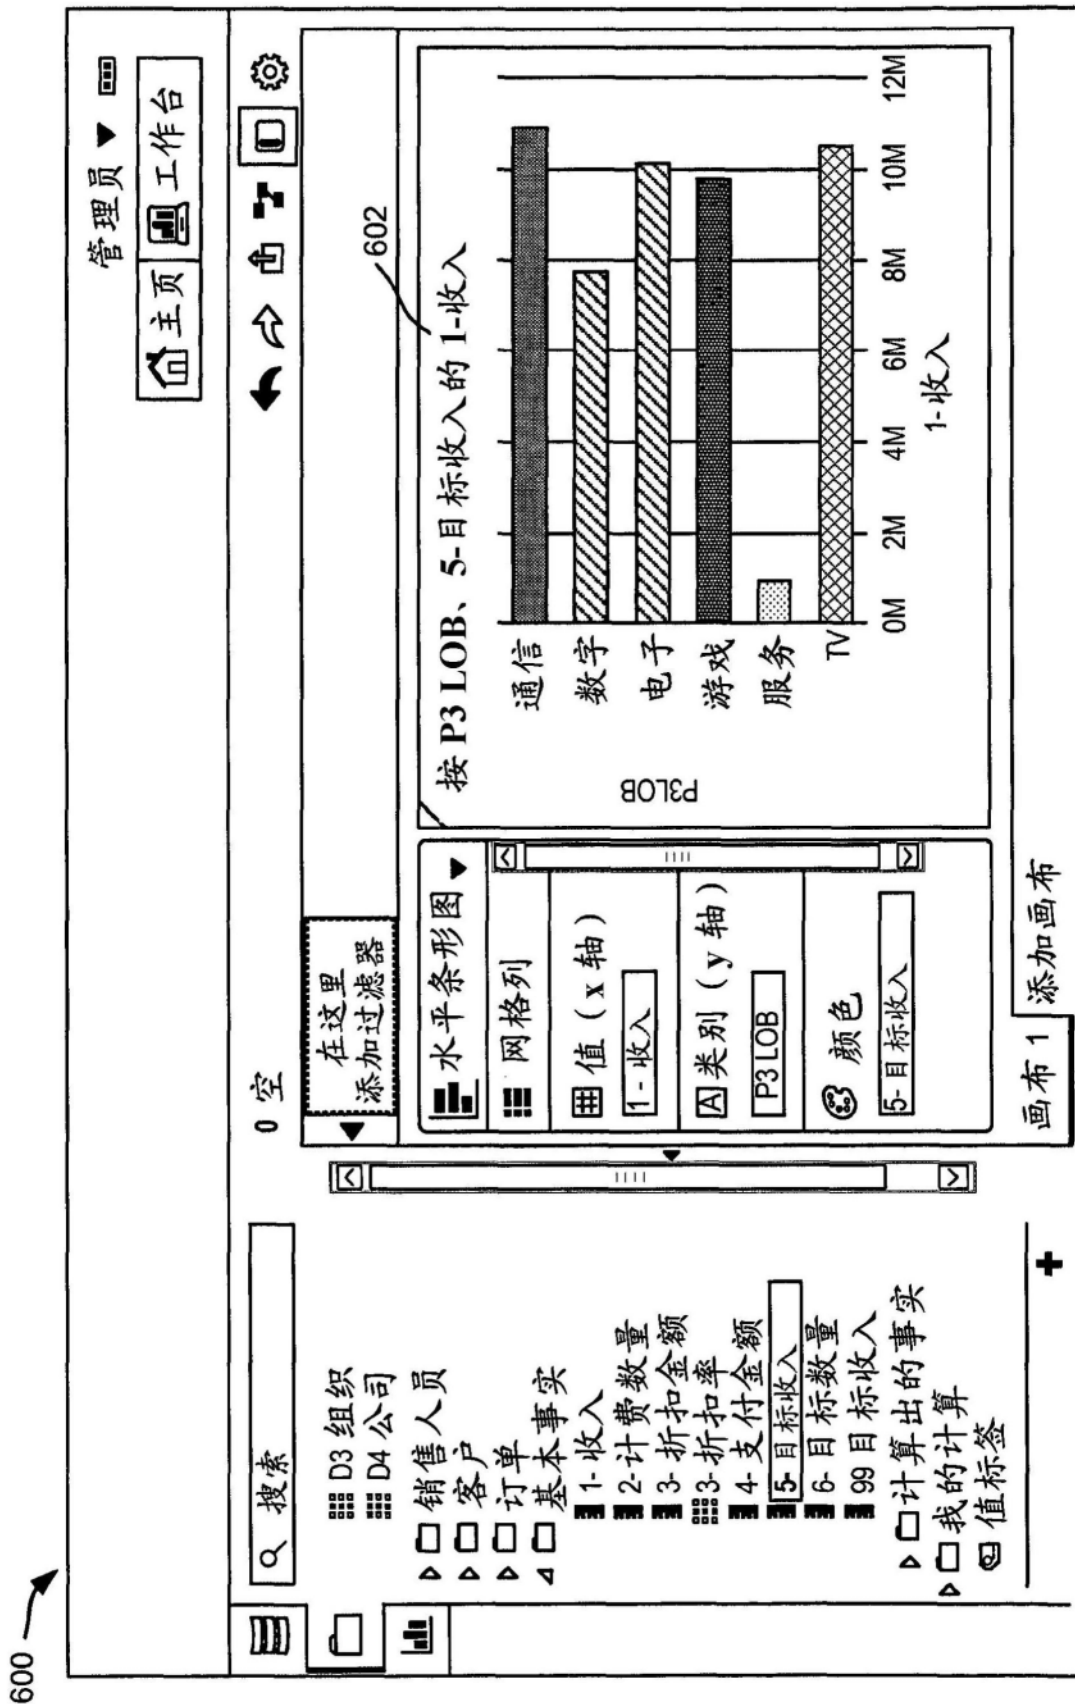 600
管理员
主页
工作台
搜索
0 空
D3 组织
D4 公司
销售人员
客户
订单
基本事实
1- 收入
2- 计费数量
3- 折扣金额
3- 折扣率
4- 支付金额
5- 目标收入
6- 目标数量
99 目标收入
计算出的事实
我的计算
值标签
在这里
添加过滤器
水平条形图
网格列
值（x 轴）
1 - 收入
A 类别（y 轴）
P3 LOB
颜色
5- 目标收入
602
按 P3 LOB、5-目标收入的 1-收入
P3LOB
通信
数字
电子
游戏
服务
TV
0M 2M 4M 6M 8M 10M 12M
1-收入
画布 1 添加画布